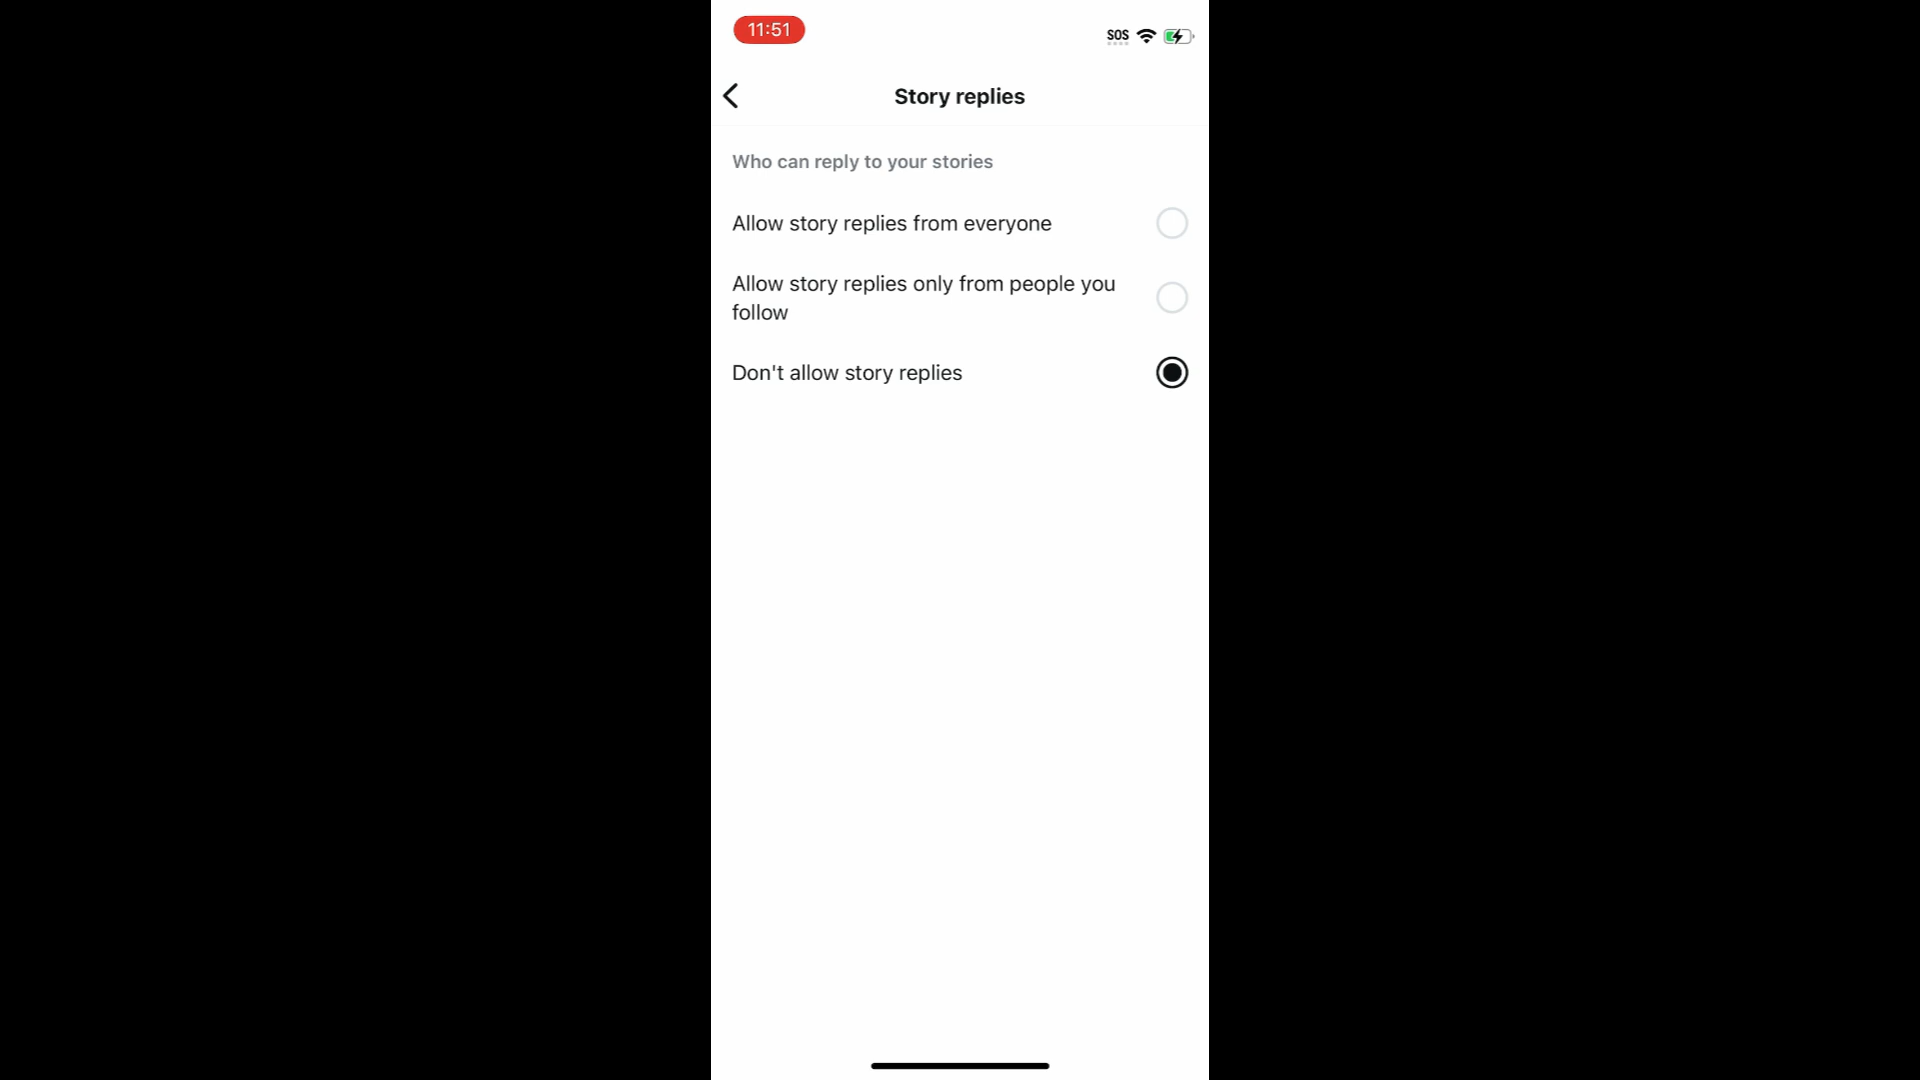 11:51
SOS
Story replies
Who can reply to your stories
Allow story replies from everyone
Allow story replies only from people you
follow
Don't allow story replies